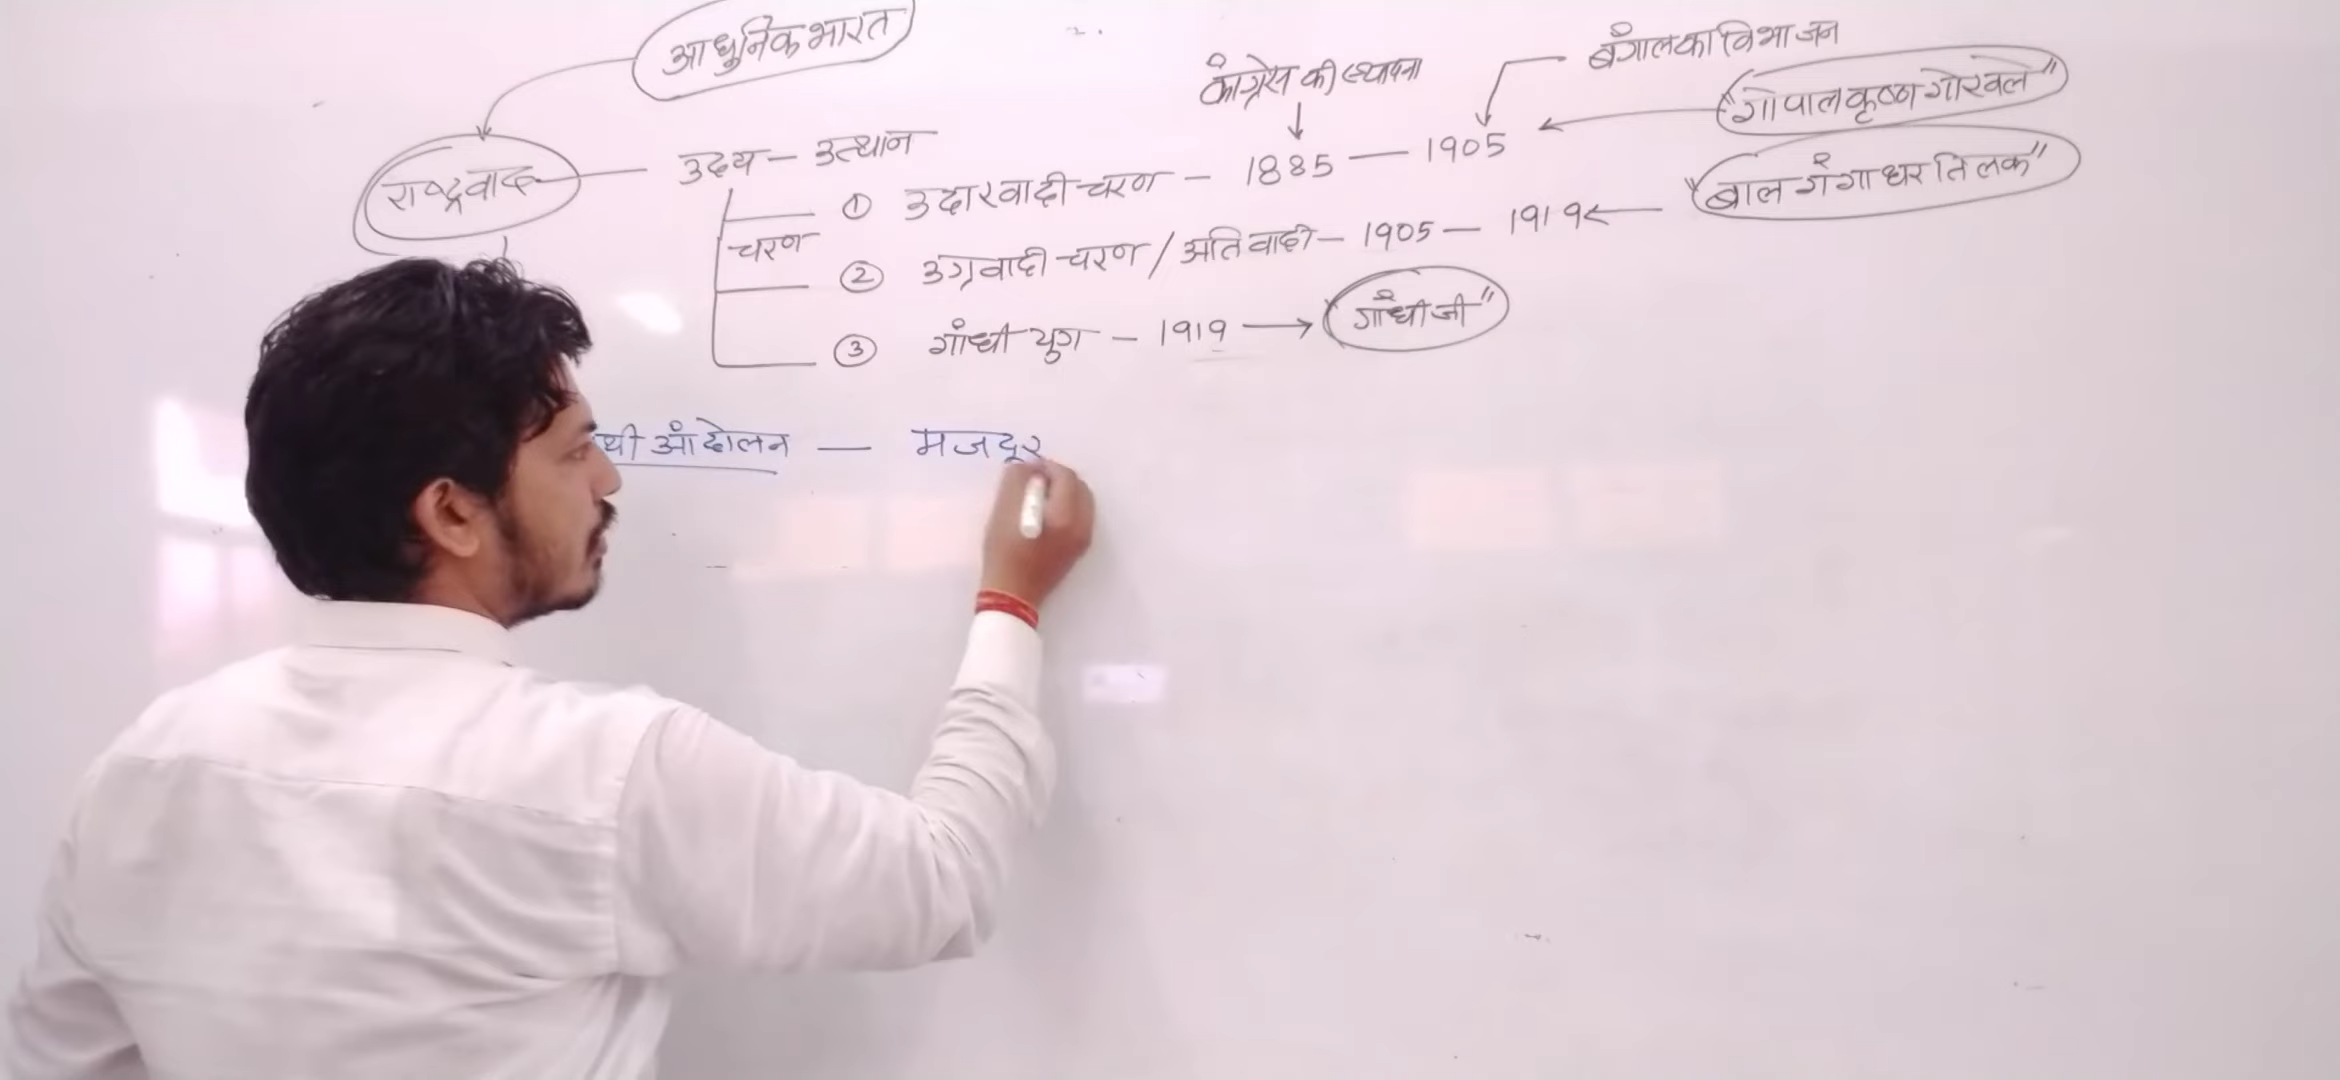 आधुनिक भारत
कांग्रेस की स्थापना
बंगाल का विभाजन
राष्ट्रवाद — उदय — उत्थान
चरण
① उदारवादी चरण — 1885 — 1905 ← "गोपाल कृष्ण गोखले"
② उग्रवादी चरण / अतिवादी — 1905 — 1919 ← "बाल गंगाधर तिलक"
③ गाँधी युग — 1919 → "गाँधी जी"
आंदोलन — मजदूर